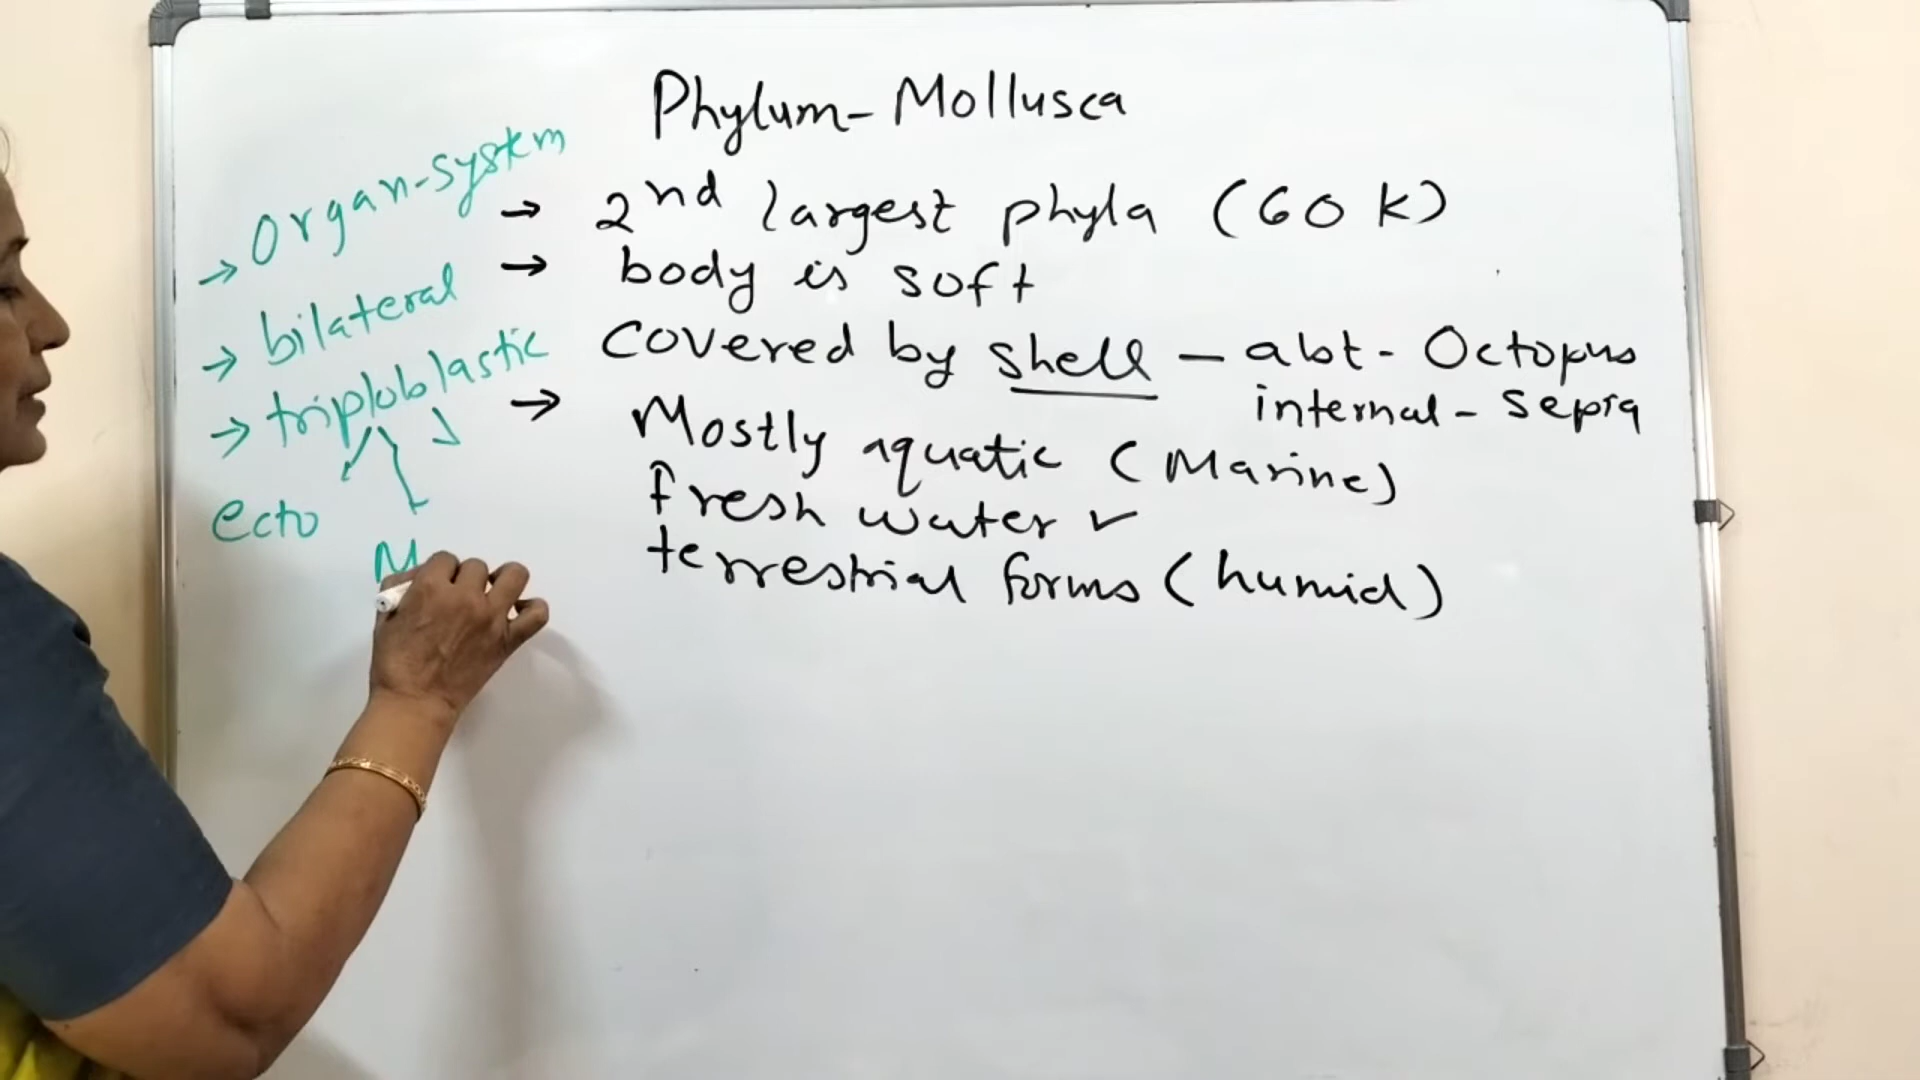 Phylum-Mollusca
→ Organ-system
→ bilateral
→ triploblastic
ecto
M
→ 2nd largest phyla (60 K)
→ body is soft
covered by shell — abt - Octopus
internal - Sepia
→ Mostly aquatic (Marine)
fresh water ✓
terrestrial forms (humid)